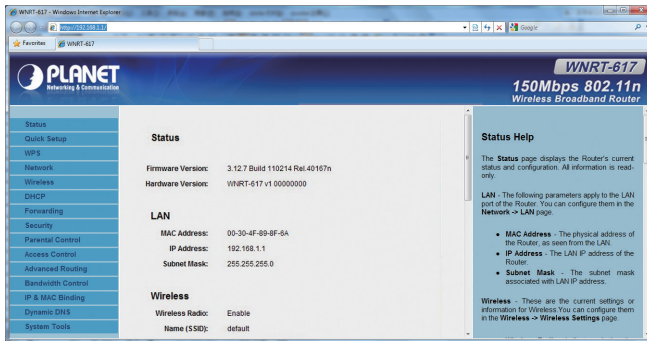 WNRT-617 - Windows Internet Explorer
http://192.168.1.1/
Google
Favorites
WNRT-617
PLANET
Networking & Communication
WNRT-617
150Mbps 802.11n
Wireless Broadband Router
Status
Quick Setup
WPS
Network
Wireless
DHCP
Forwarding
Security
Parental Control
Access Control
Advanced Routing
Bandwidth Control
IP & MAC Binding
Dynamic DNS
System Tools
Status
Firmware Version: 3.12.7 Build 110214 Rel.40167n
Hardware Version: WNRT-617 v1 00000000
LAN
MAC Address: 00-30-4F-89-8F-6A
IP Address: 192.168.1.1
Subnet Mask: 255.255.255.0
Wireless
Wireless Radio: Enable
Name (SSID): default
Status Help
The Status page displays the Router's current
status and configuration. All information is read-
only.
LAN - The following parameters apply to the LAN
port of the Router. You can configure them in the
Network -> LAN page.
• MAC Address - The physical address of
the Router, as seen from the LAN.
• IP Address - The LAN IP address of the
Router.
• Subnet Mask - The subnet mask
associated with LAN IP address.
Wireless - These are the current settings or
information for Wireless.You can configure them
in the Wireless -> Wireless Settings page.